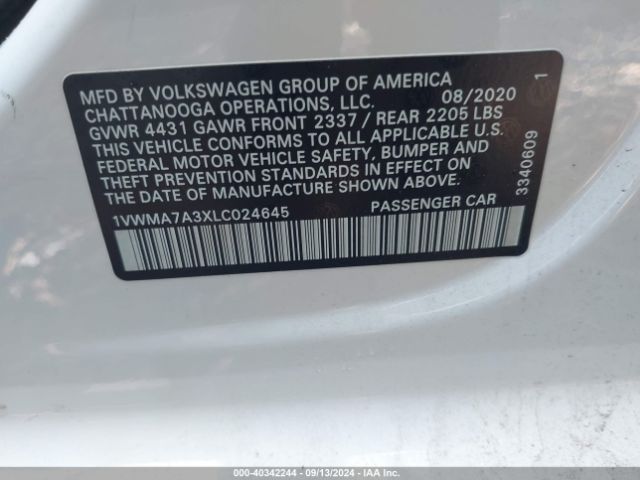 MFD BY VOLKSWAGEN GROUP OF AMERICA
CHATTANOOGA OPERATIONS, LLC. 08/2020 1
GVWR 4431 GAWR FRONT 2337 / REAR 2205 LBS
THIS VEHICLE CONFORMS TO ALL APPLICABLE U.S.
FEDERAL MOTOR VEHICLE SAFETY, BUMPER AND
THEFT PREVENTION STANDARDS IN EFFECT ON
THE DATE OF MANUFACTURE SHOWN ABOVE.
1VWMA7A3XLC024645 PASSENGER CAR
3340609
000-40342244 - 09/13/2024 - IAA Inc.